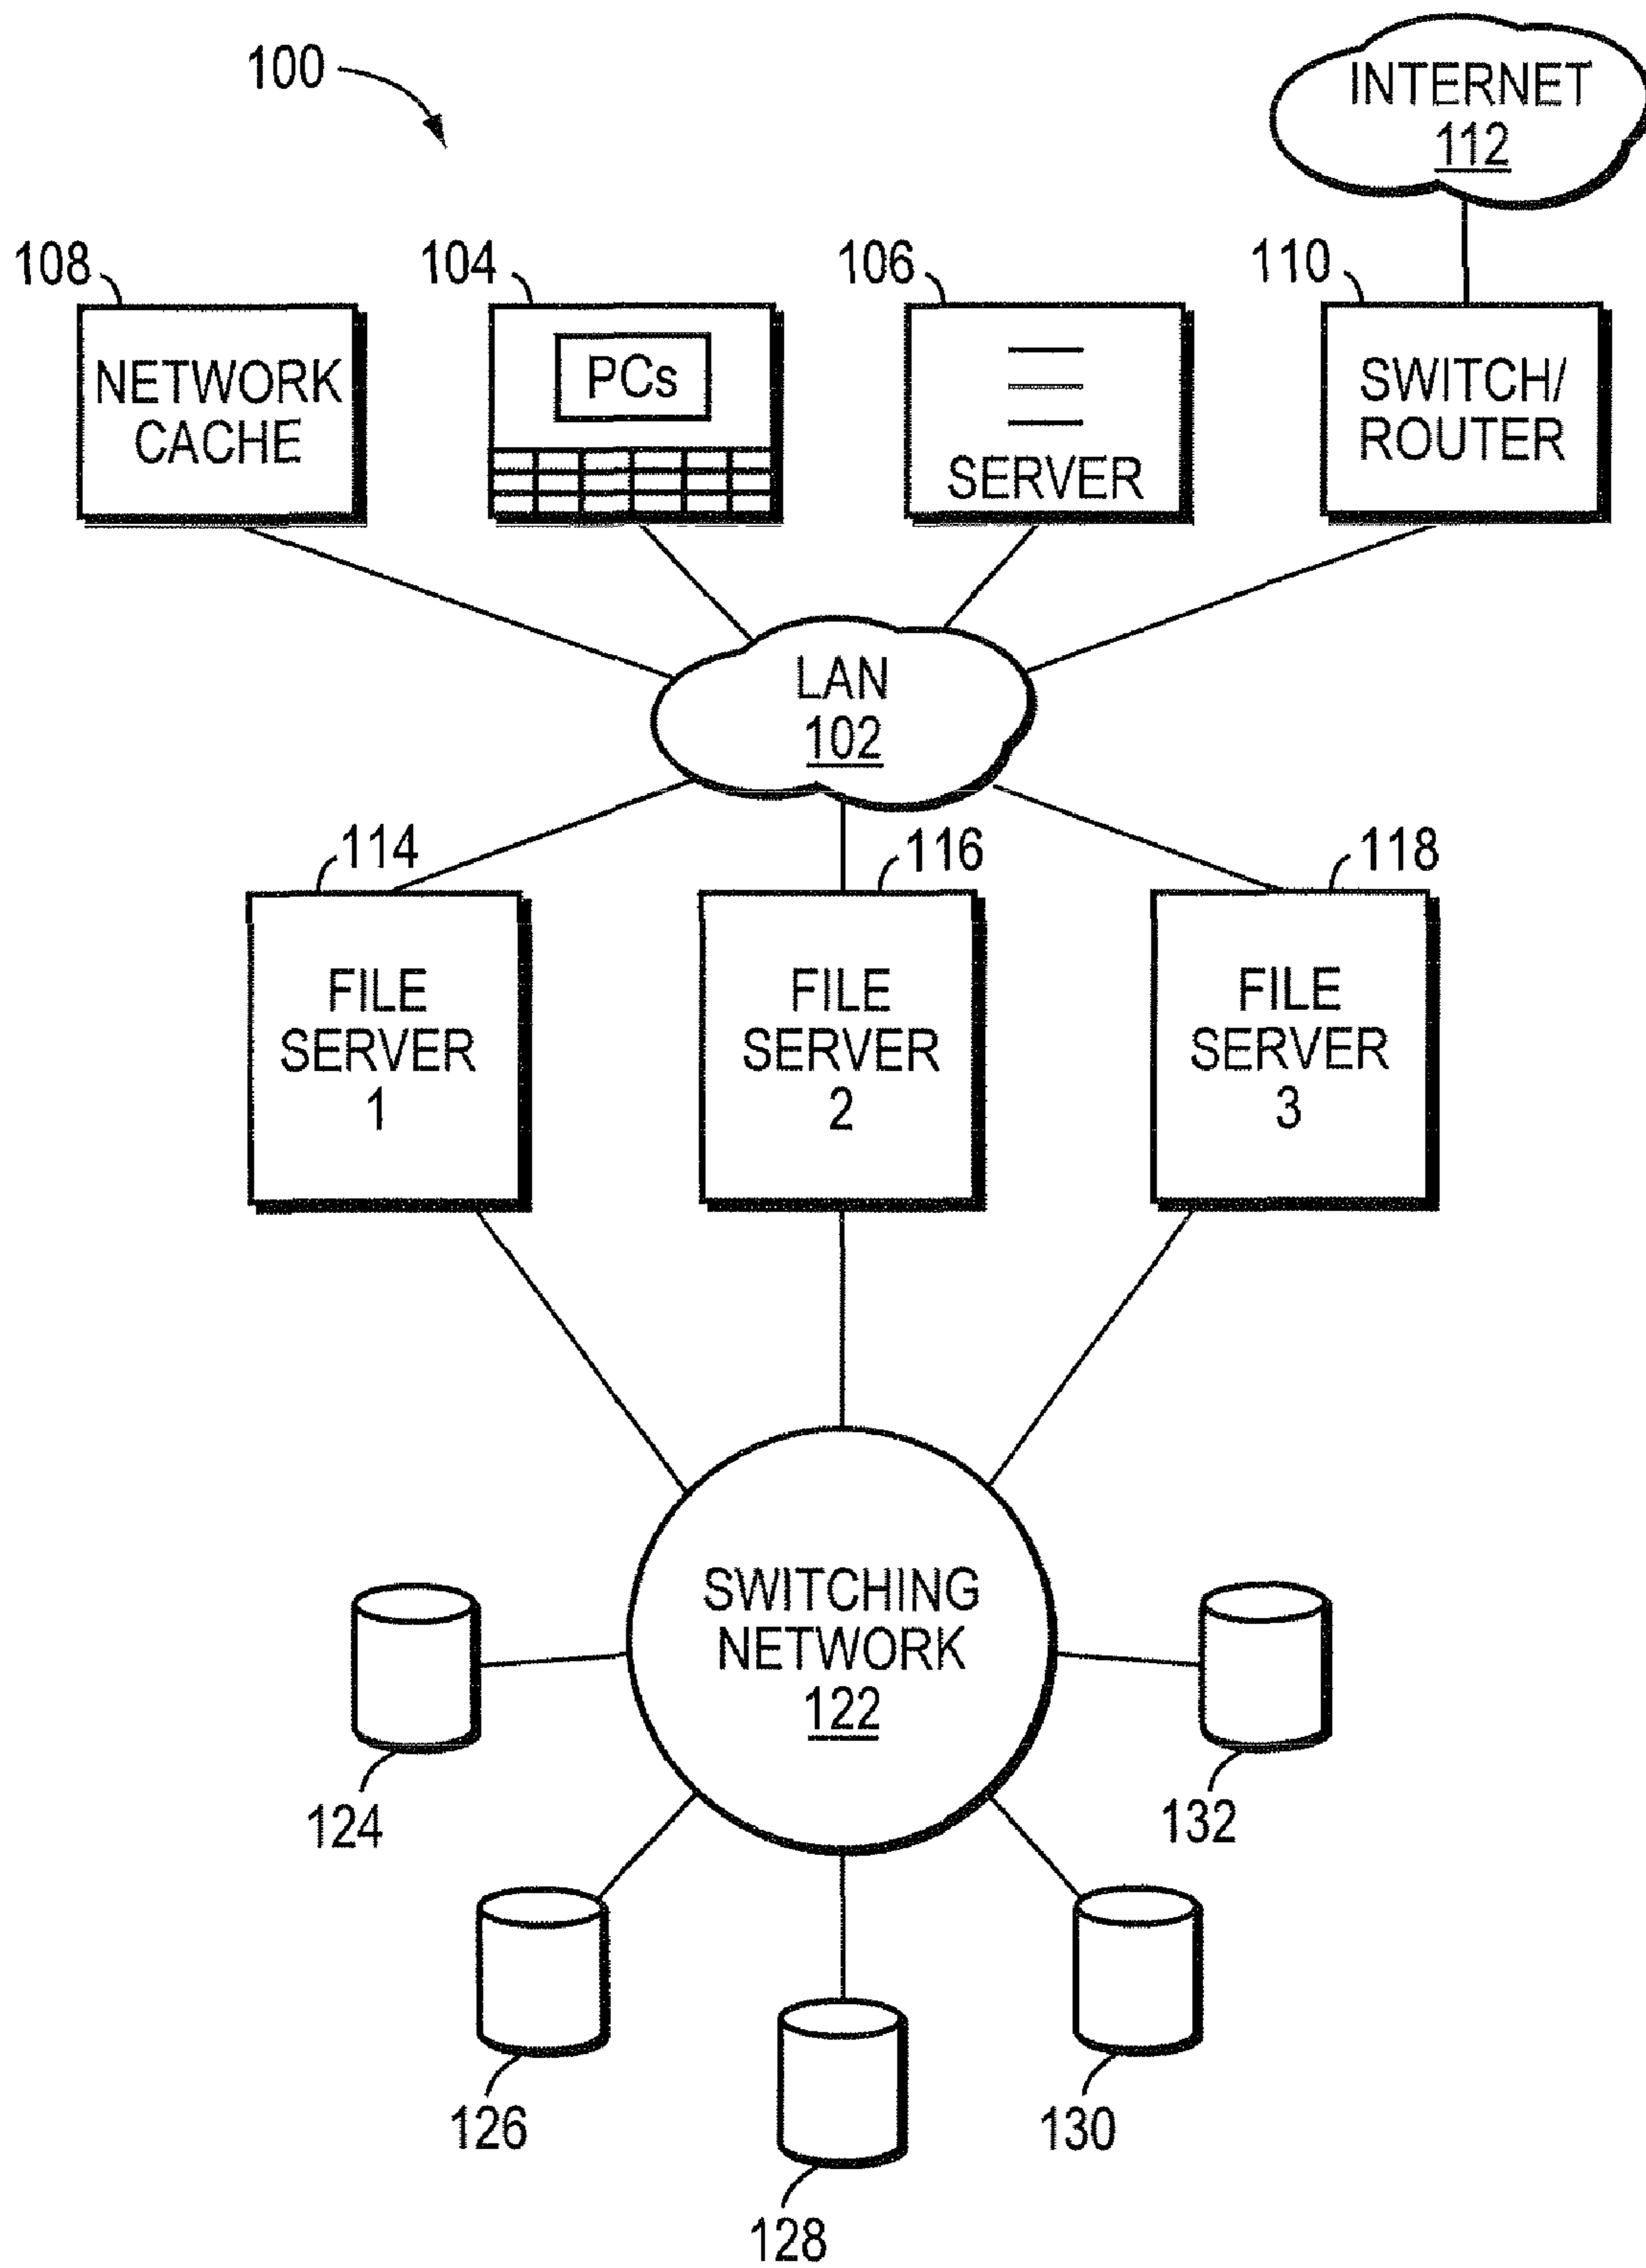 100
INTERNET
112
108
104
106
110
NETWORK
CACHE
PCs
SERVER
SWITCH/
ROUTER
LAN
102
114
116
118
FILE
SERVER
1
FILE
SERVER
2
FILE
SERVER
3
SWITCHING
NETWORK
122
124
132
126
130
128